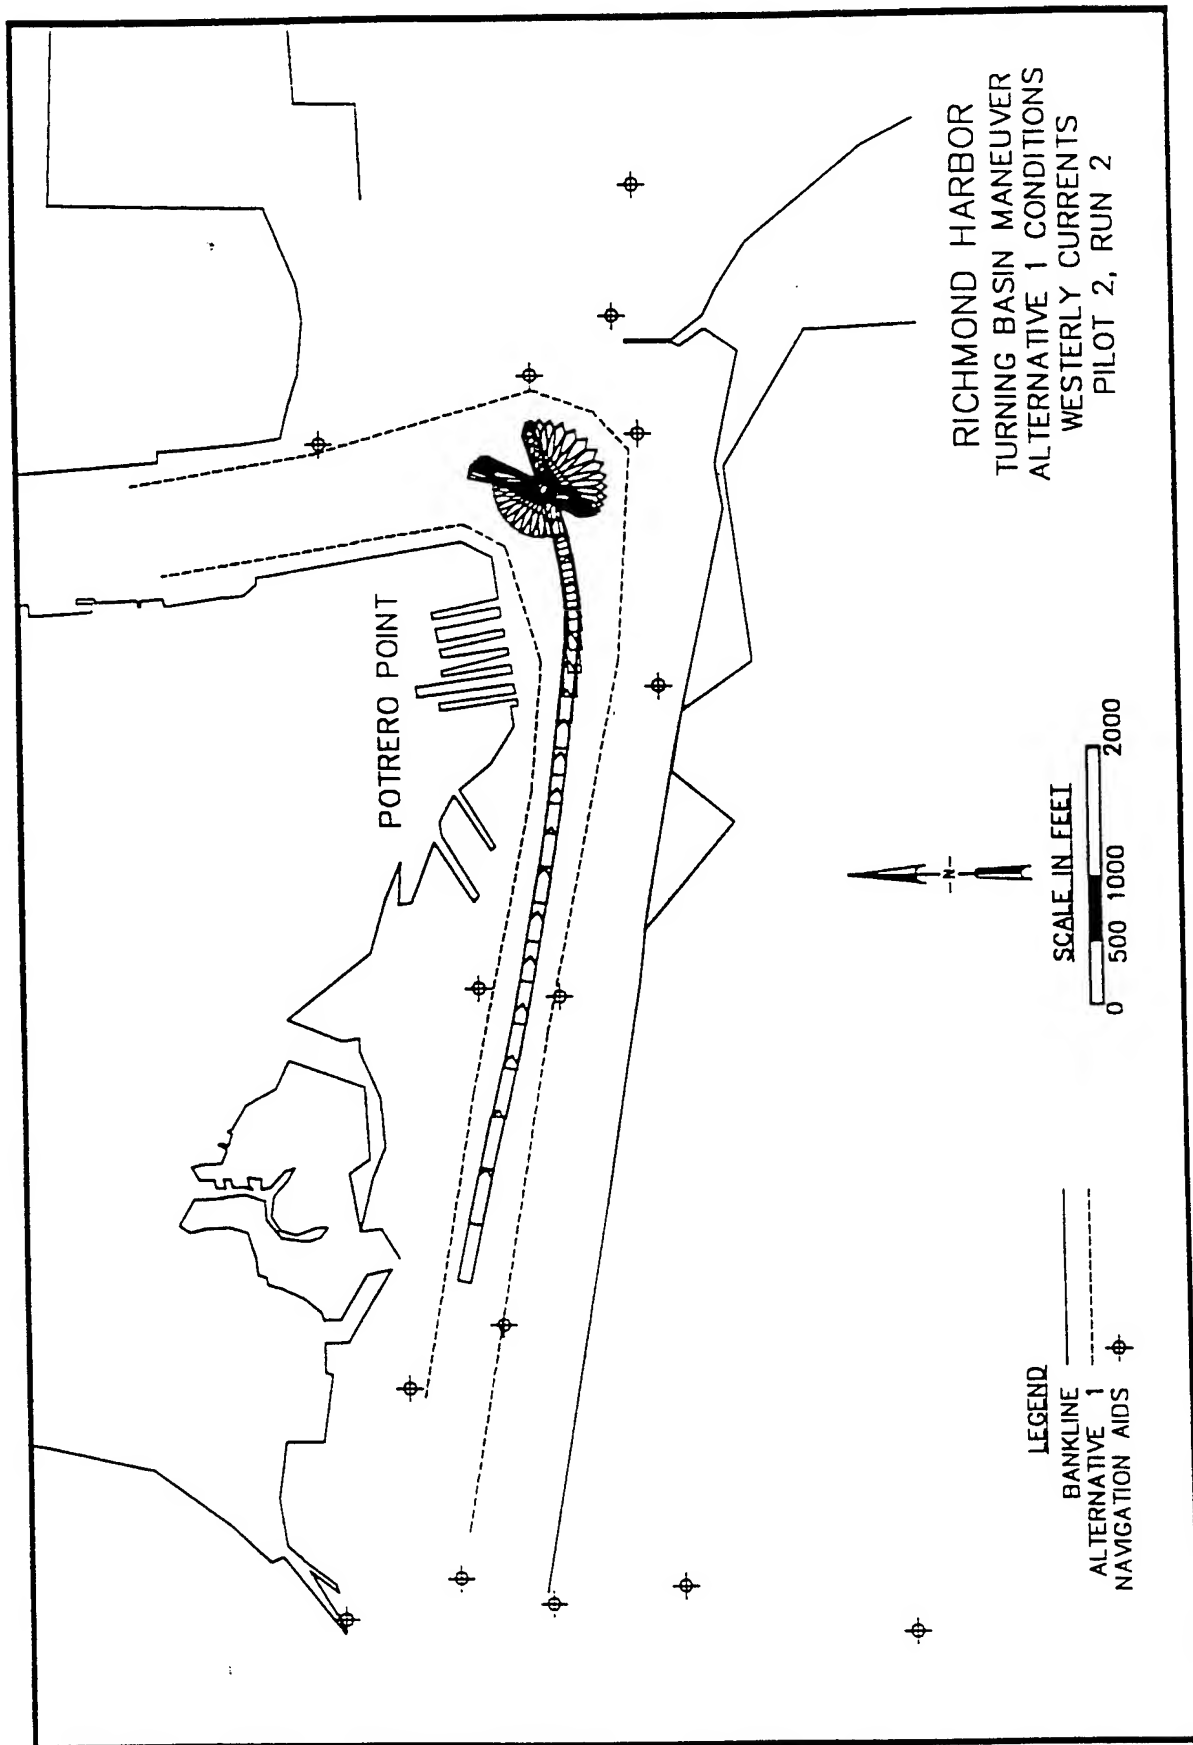 POTRERO POINT
RICHMOND HARBOR
TURNING BASIN MANEUVER
ALTERNATIVE 1 CONDITIONS
WESTERLY CURRENTS
PILOT 2, RUN 2
-N-
SCALE IN FEET
0 500 1000 2000
LEGEND
BANKLINE
ALTERNATIVE 1
NAVIGATION AIDS